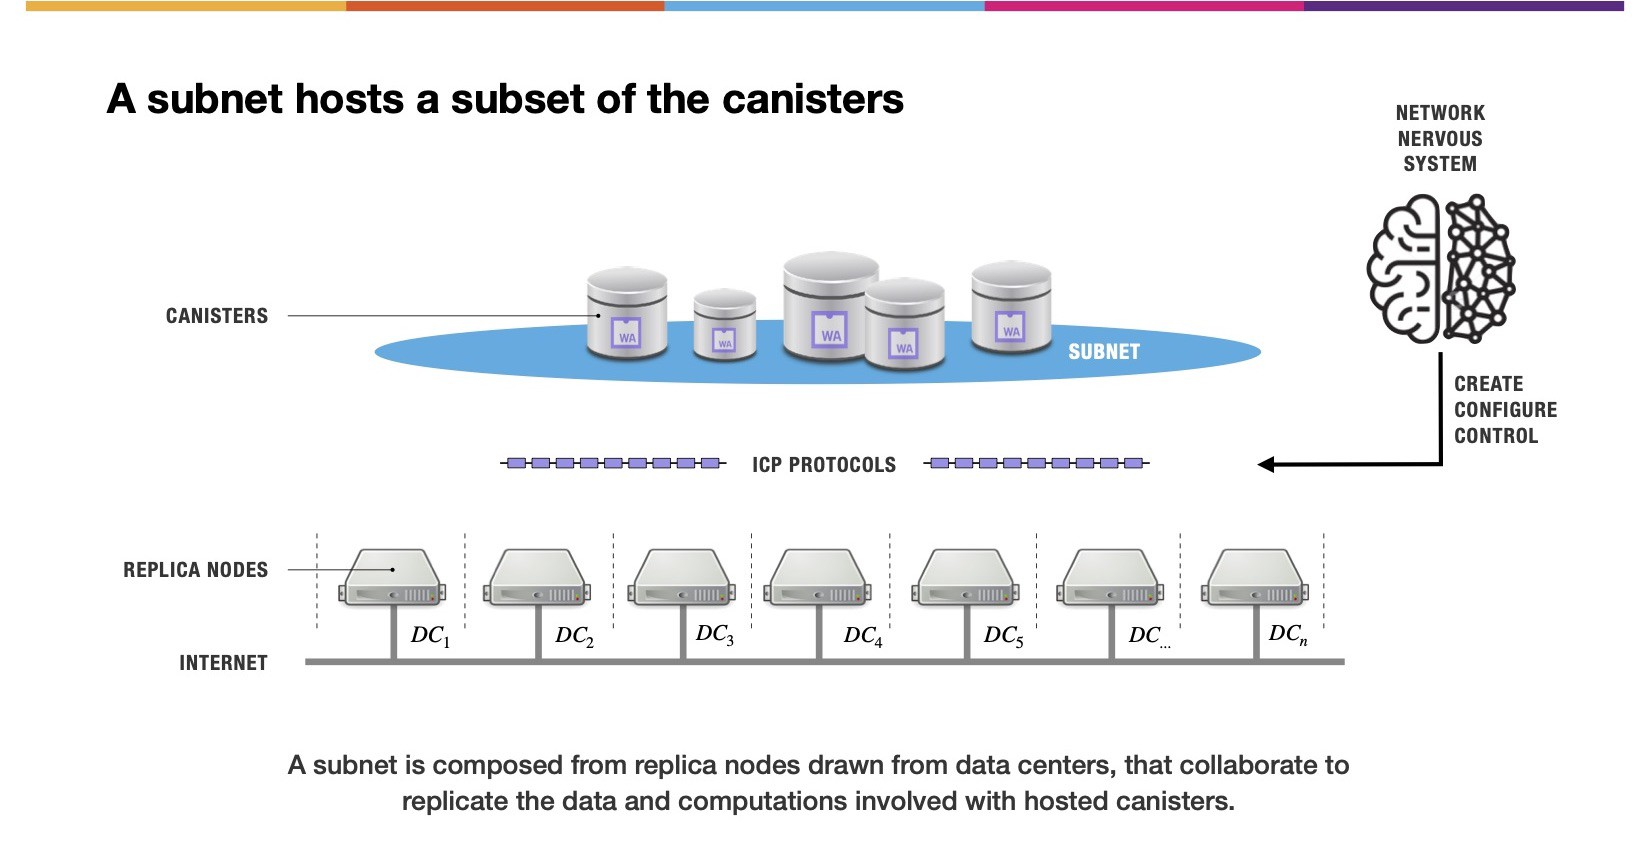 A subnet hosts a subset of the canisters
NETWORK
NERVOUS
SYSTEM
CANISTERS
WA
WA
WA
WA
WA
SUBNET
CREATE
CONFIGURE
CONTROL
ICP PROTOCOLS
REPLICA NODES
DC1
DC2
DC3
DC4
DC5
DC...
DCn
INTERNET
A subnet is composed from replica nodes drawn from data centers, that collaborate to
replicate the data and computations involved with hosted canisters.